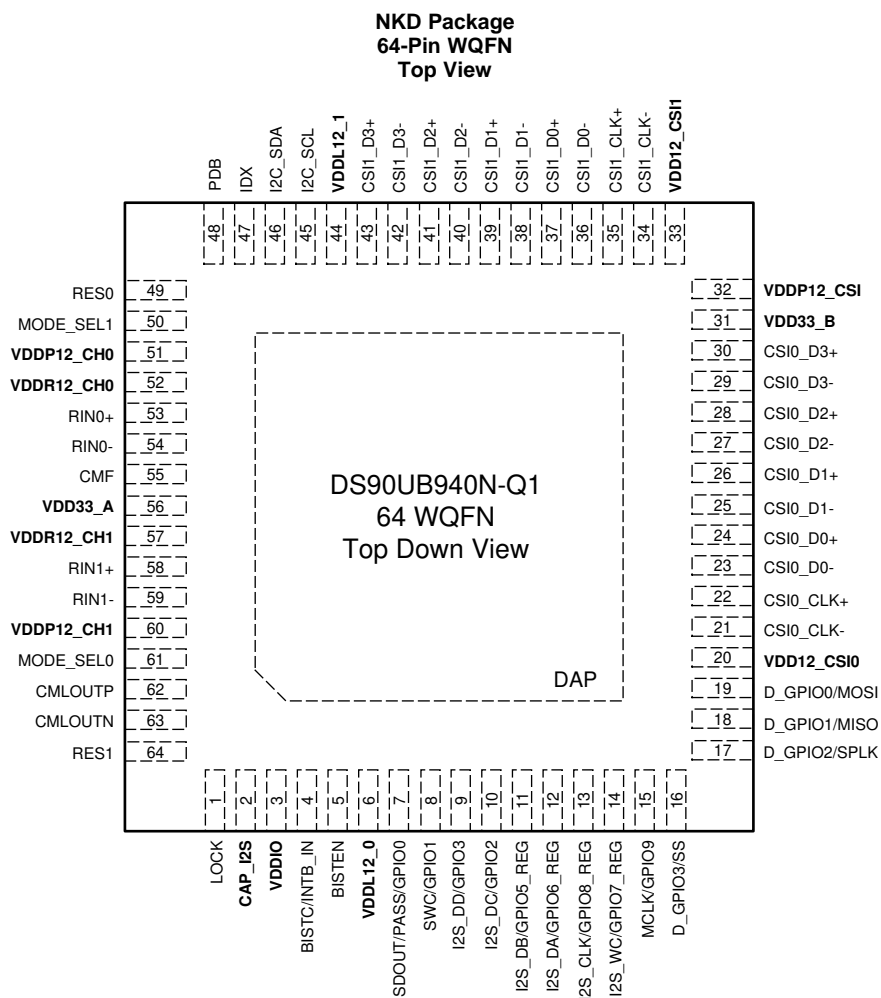 NKD Package
64-Pin WQFN
Top View
PDB
IDX
I2C_SDA
I2C_SCL
VDDL12_1
CSI1_D3+
CSI1_D3-
CSI1_D2+
CSI1_D2-
CSI1_D1+
CSI1_D1-
CSI1_D0+
CSI1_D0-
CSI1_CLK+
CSI1_CLK-
VDD12_CSI1
48
47
46
45
44
43
42
41
40
39
38
37
36
35
34
33
RES0 49
MODE_SEL1 50
VDDP12_CH0 51
VDDR12_CH0 52
RIN0+ 53
RIN0- 54
CMF 55
VDD33_A 56
VDDR12_CH1 57
RIN1+ 58
RIN1- 59
VDDP12_CH1 60
MODE_SEL0 61
CMLOUTP 62
CMLOUTN 63
RES1 64
DS90UB940N-Q1
64 WQFN
Top Down View
DAP
32 VDDP12_CSI
31 VDD33_B
30 CSI0_D3+
29 CSI0_D3-
28 CSI0_D2+
27 CSI0_D2-
26 CSI0_D1+
25 CSI0_D1-
24 CSI0_D0+
23 CSI0_D0-
22 CSI0_CLK+
21 CSI0_CLK-
20 VDD12_CSI0
19 D_GPIO0/MOSI
18 D_GPIO1/MISO
17 D_GPIO2/SPLK
1
2
3
4
5
6
7
8
9
10
11
12
13
14
15
16
LOCK
CAP_I2S
VDDIO
BISTC/INTB_IN
BISTEN
VDDL12_0
SDOUT/PASS/GPIO0
SWC/GPIO1
I2S_DD/GPIO3
I2S_DC/GPIO2
I2S_DB/GPIO5_REG
I2S_DA/GPIO6_REG
I2S_CLK/GPIO8_REG
I2S_WC/GPIO7_REG
MCLK/GPIO9
D_GPIO3/SS